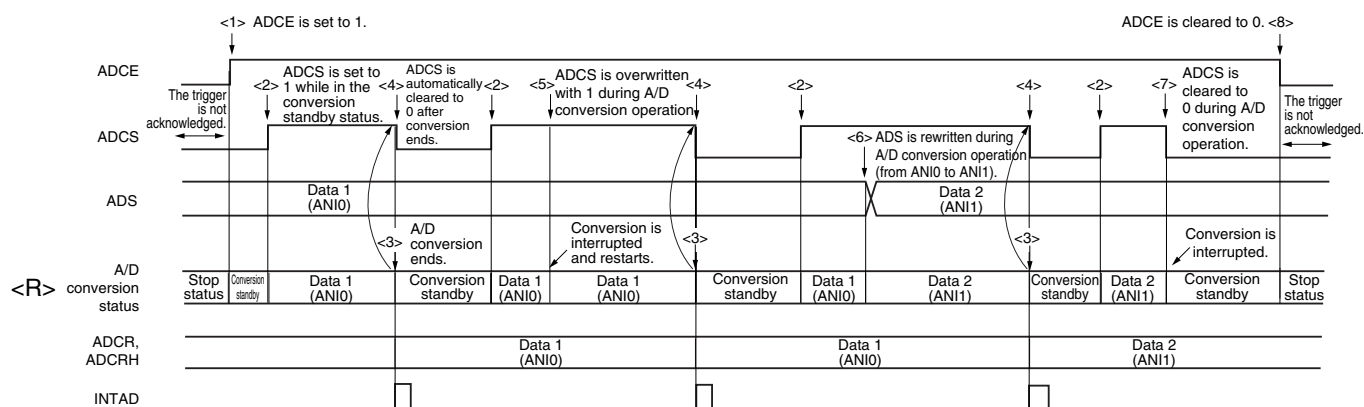 <1> ADCE is set to 1.
ADCE is cleared to 0. <8>
ADCE
The trigger
is not
acknowledged.
<2>
ADCS is set to
1 while in the
conversion
standby status.
<4>
ADCS is
automatically
cleared to
0 after
conversion
ends.
<2>
<5>
ADCS is overwritten
with 1 during A/D
conversion operation
<4>
<2>
<4>
<2>
<7>
ADCS is
cleared to
0 during A/D
conversion
operation.
The trigger
is not
acknowledged.
ADCS
<6> ADS is rewritten during
A/D conversion operation
(from ANI0 to ANI1).
ADS
Data 1
(ANI0)
Data 2
(ANI1)
<3>
A/D
conversion
ends.
Conversion is
interrupted
and restarts.
<3>
<3>
Conversion is
interrupted.
<R>
A/D
conversion
status
Stop
status
Conversion
standby
Data 1
(ANI0)
Conversion
standby
Data 1
(ANI0)
Data 1
(ANI0)
Conversion
standby
Data 1
(ANI0)
Data 2
(ANI1)
Conversion
standby
Data 2
(ANI1)
Conversion
standby
Stop
status
ADCR,
ADCRH
Data 1
(ANI0)
Data 1
(ANI0)
Data 2
(ANI1)
INTAD